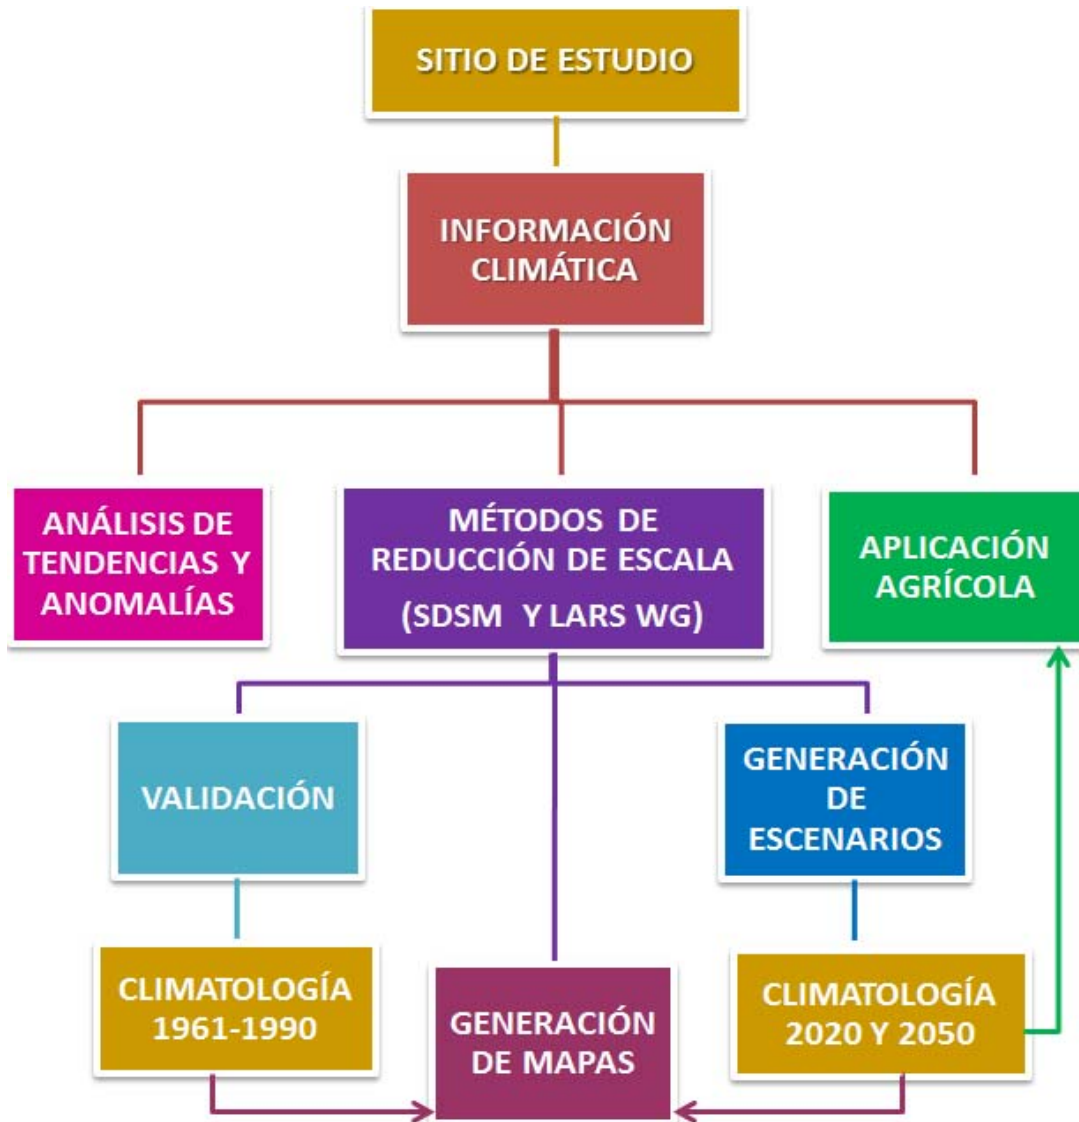 SITIO DE ESTUDIO
INFORMACIÓN
CLIMÁTICA
ANÁLISIS DE
TENDENCIAS Y
ANOMALÍAS
MÉTODOS DE
REDUCCIÓN DE ESCALA
(SDSM Y LARS WG)
APLICACIÓN
AGRÍCOLA
VALIDACIÓN
GENERACIÓN
DE
ESCENARIOS
CLIMATOLOGÍA
1961-1990
GENERACIÓN
DE MAPAS
CLIMATOLOGÍA
2020 Y 2050